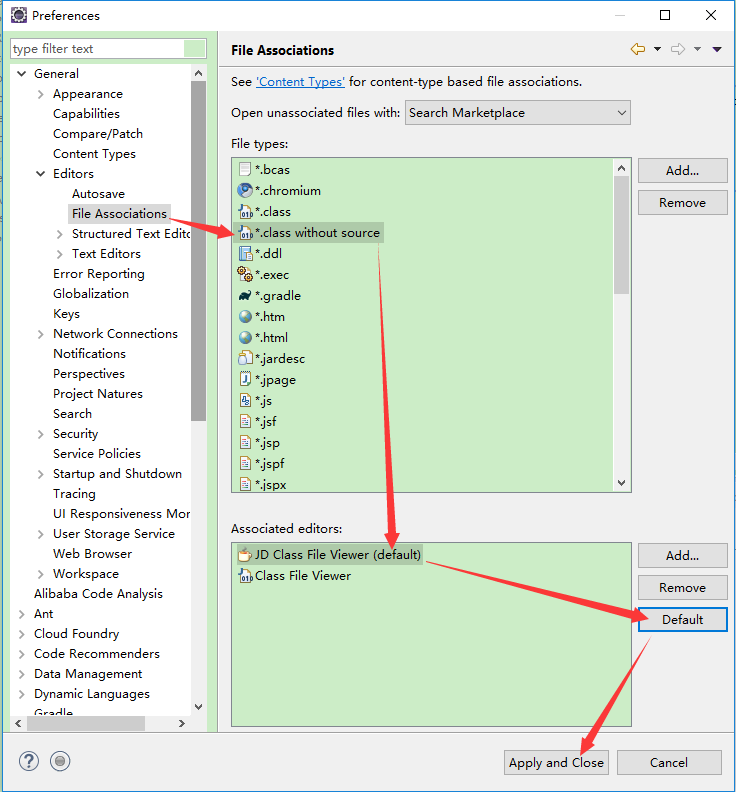 Preferences
type filter text
General
Appearance
Capabilities
Compare/Patch
Content Types
Editors
Autosave
File Associations
Structured Text Edito
Text Editors
Error Reporting
Globalization
Keys
Network Connections
Notifications
Perspectives
Project Natures
Search
Security
Service Policies
Startup and Shutdown
Tracing
UI Responsiveness Mor
User Storage Service
Web Browser
Workspace
Alibaba Code Analysis
Ant
Cloud Foundry
Code Recommenders
Data Management
Dynamic Languages
Gradle
File Associations
See 'Content Types' for content-type based file associations.
Open unassociated files with: Search Marketplace
File types:
*.bcas
*.chromium
*.class
*.class without source
*.ddl
*.exec
*.gradle
*.htm
*.html
*.jardesc
*.jpage
*.js
*.jsf
*.jsp
*.jspf
*.jspx
Add...
Remove
Associated editors:
JD Class File Viewer (default)
Class File Viewer
Add...
Remove
Default
Apply and Close
Cancel